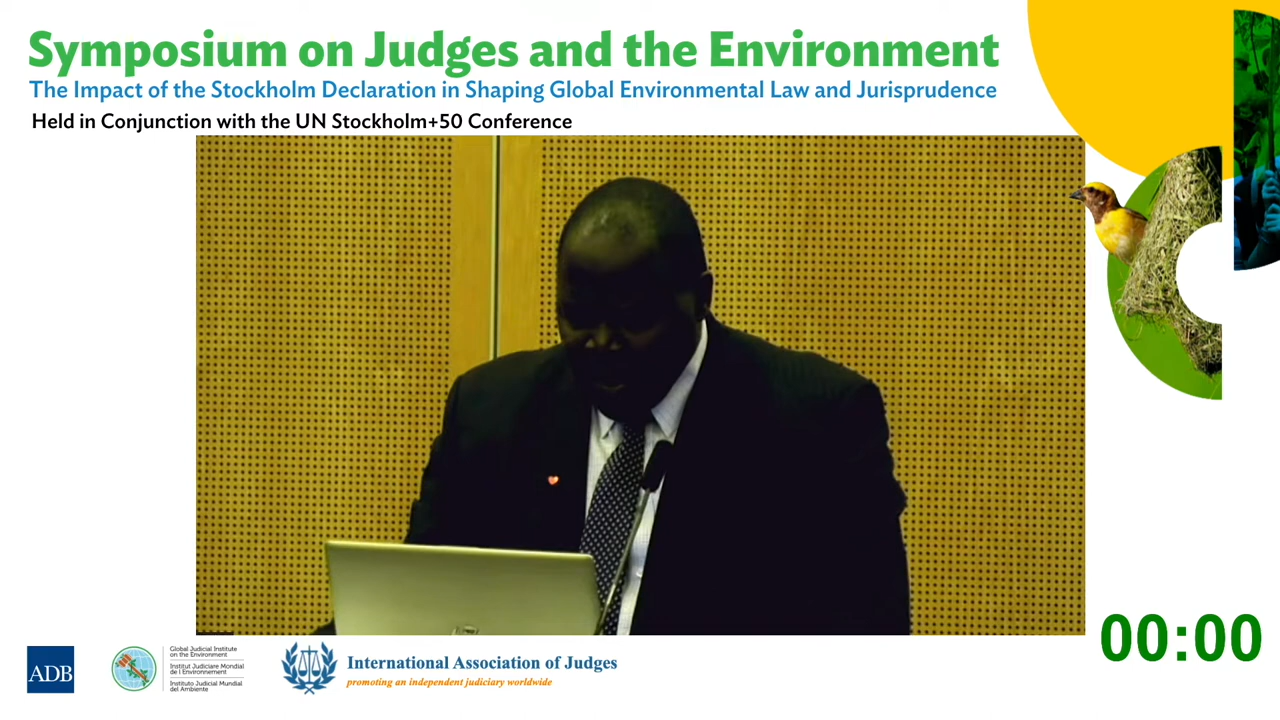 Symposium on Judges and the Environment
The Impact of the Stockholm Declaration in Shaping Global Environmental Law and Jurisprudence
Held in Conjunction with the UN Stockholm+50 Conference
00:00
ADB
Global Judicial Institute
on the Environment
Institut Judiciaire Mondial
de l'Environnement
Instituto Judicial Mundial
del Ambiente
International Association of Judges
promoting an independent judiciary worldwide